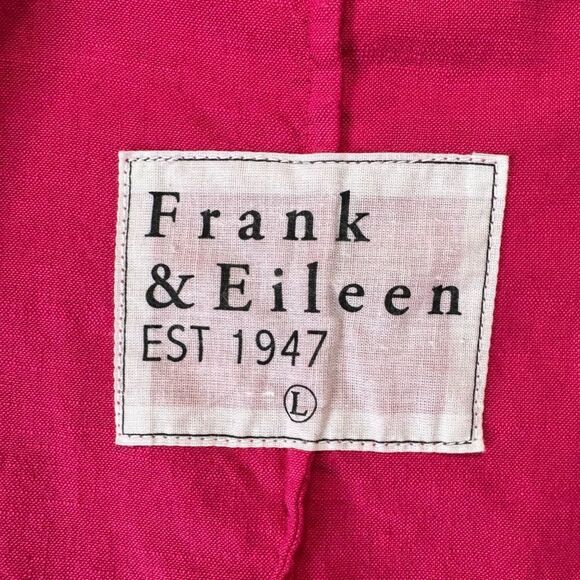 Frank
& Eileen
EST 1947
L